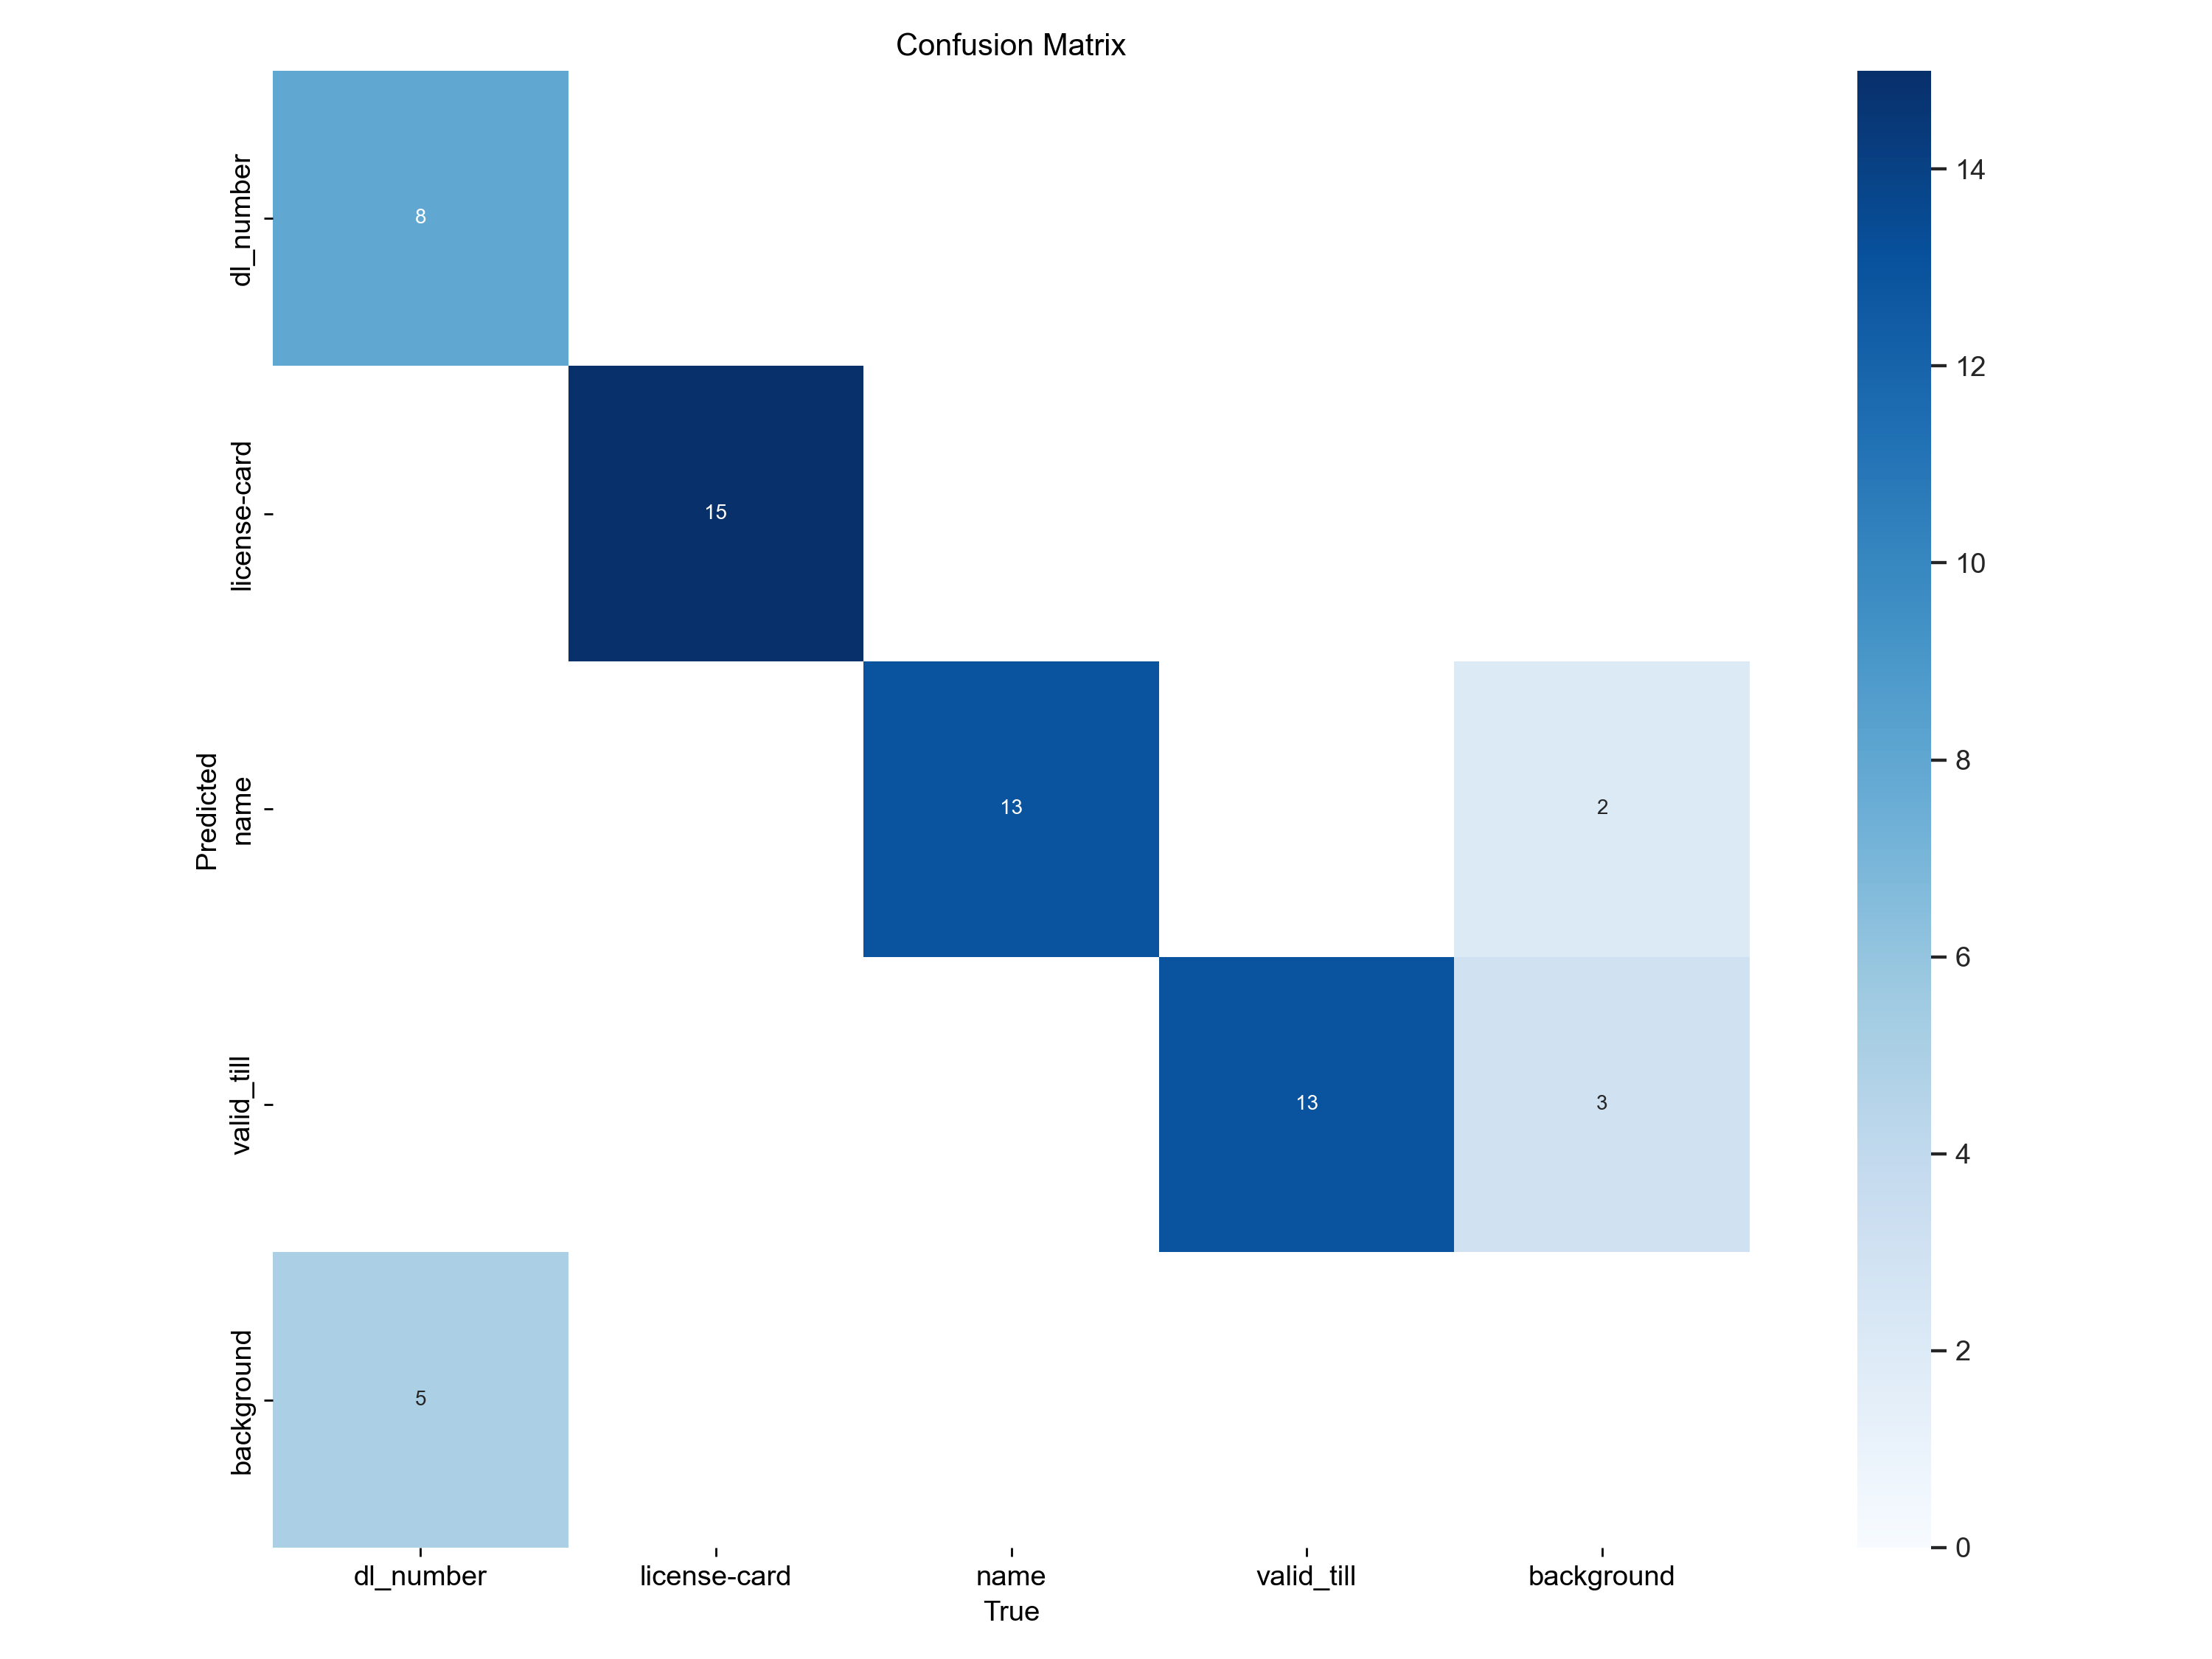 Confusion Matrix
dl_number
license-card
name
valid_till
background
Predicted
8
15
13
2
13
3
5
dl_number
license-card
name
valid_till
background
True
14
12
10
8
6
4
2
0